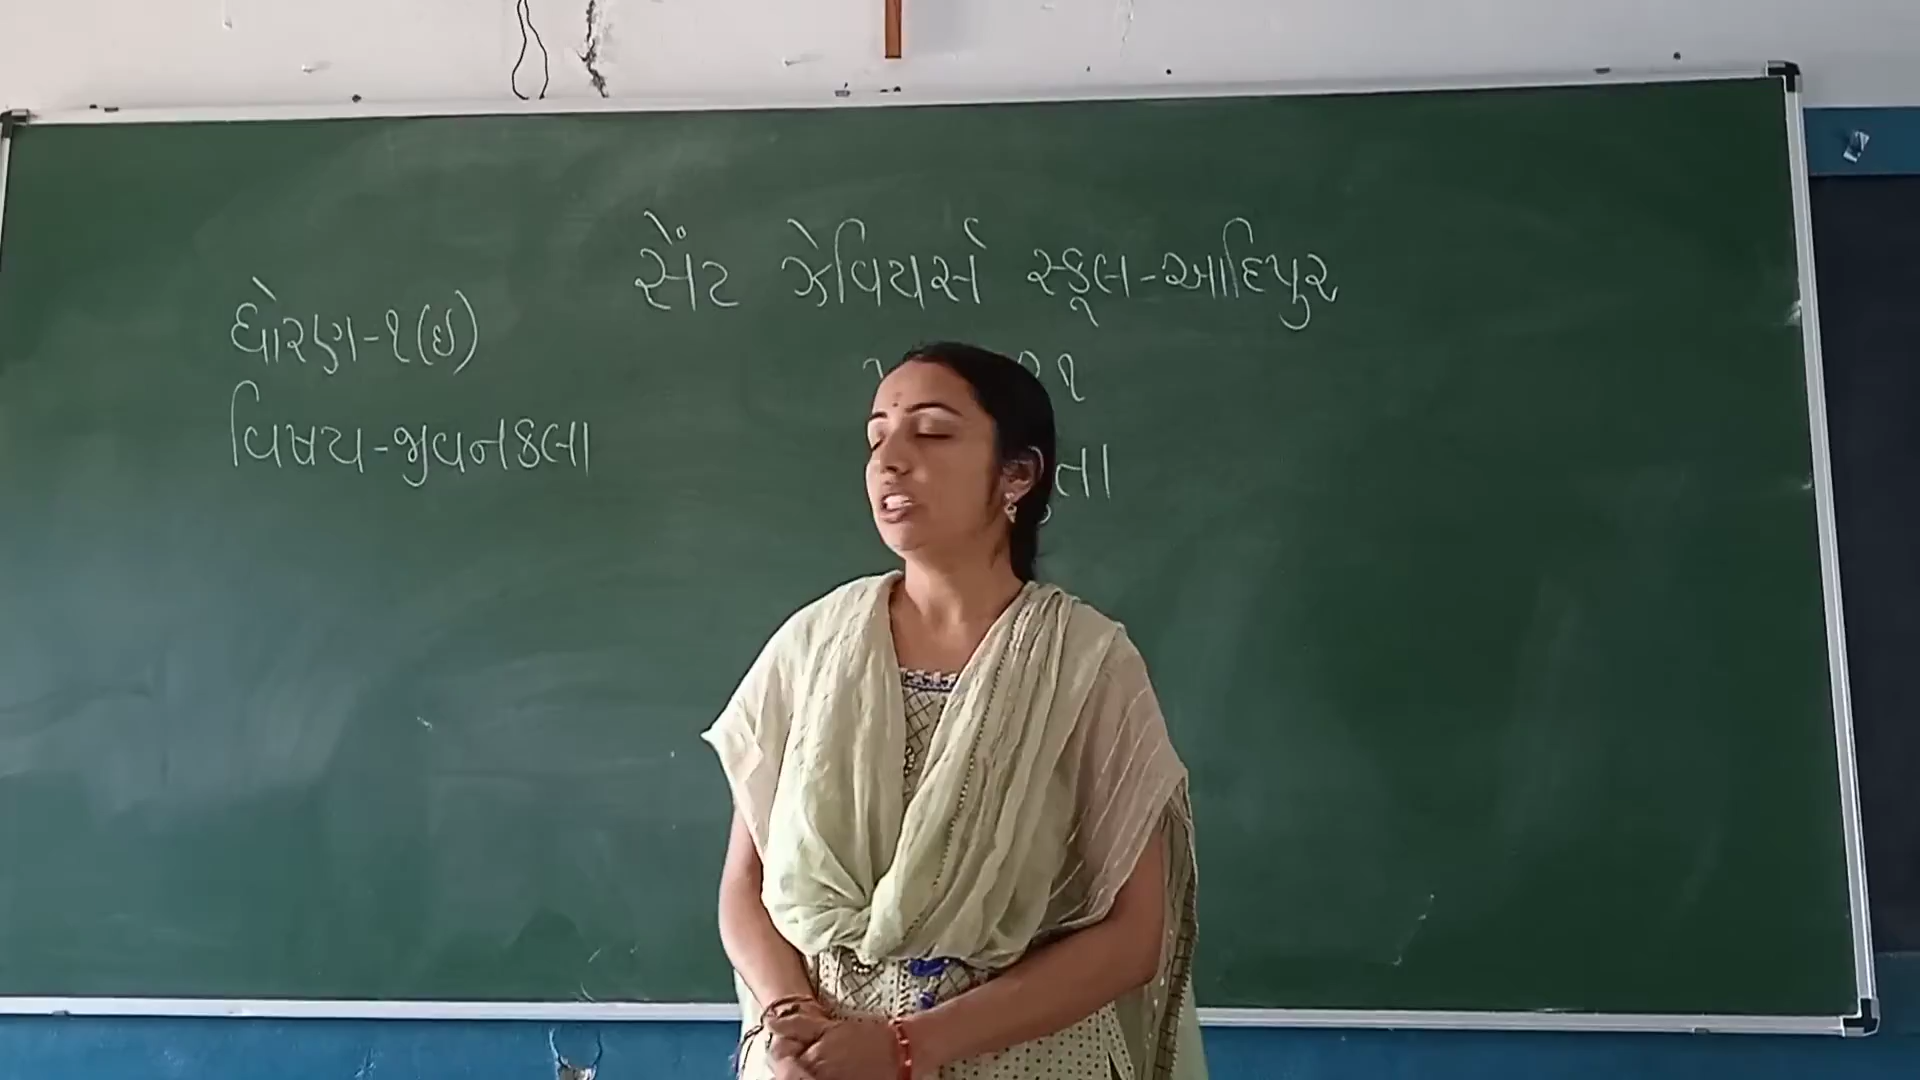 સેંટ ઝેવિયર્સ સ્કૂલ-આદિપુર
ધોરણ-૧(ઇ)
વિષય-જીવનકલા